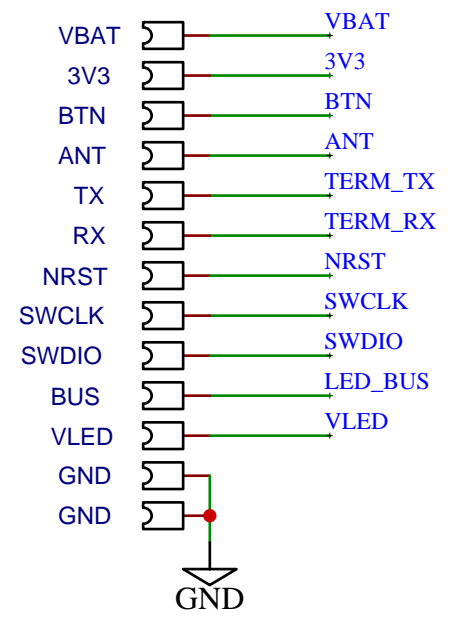 VBAT VBAT
3V3 3V3
BTN BTN
ANT ANT
TX TERM_TX
RX TERM_RX
NRST NRST
SWCLK SWCLK
SWDIO SWDIO
BUS LED_BUS
VLED VLED
GND
GND
GND